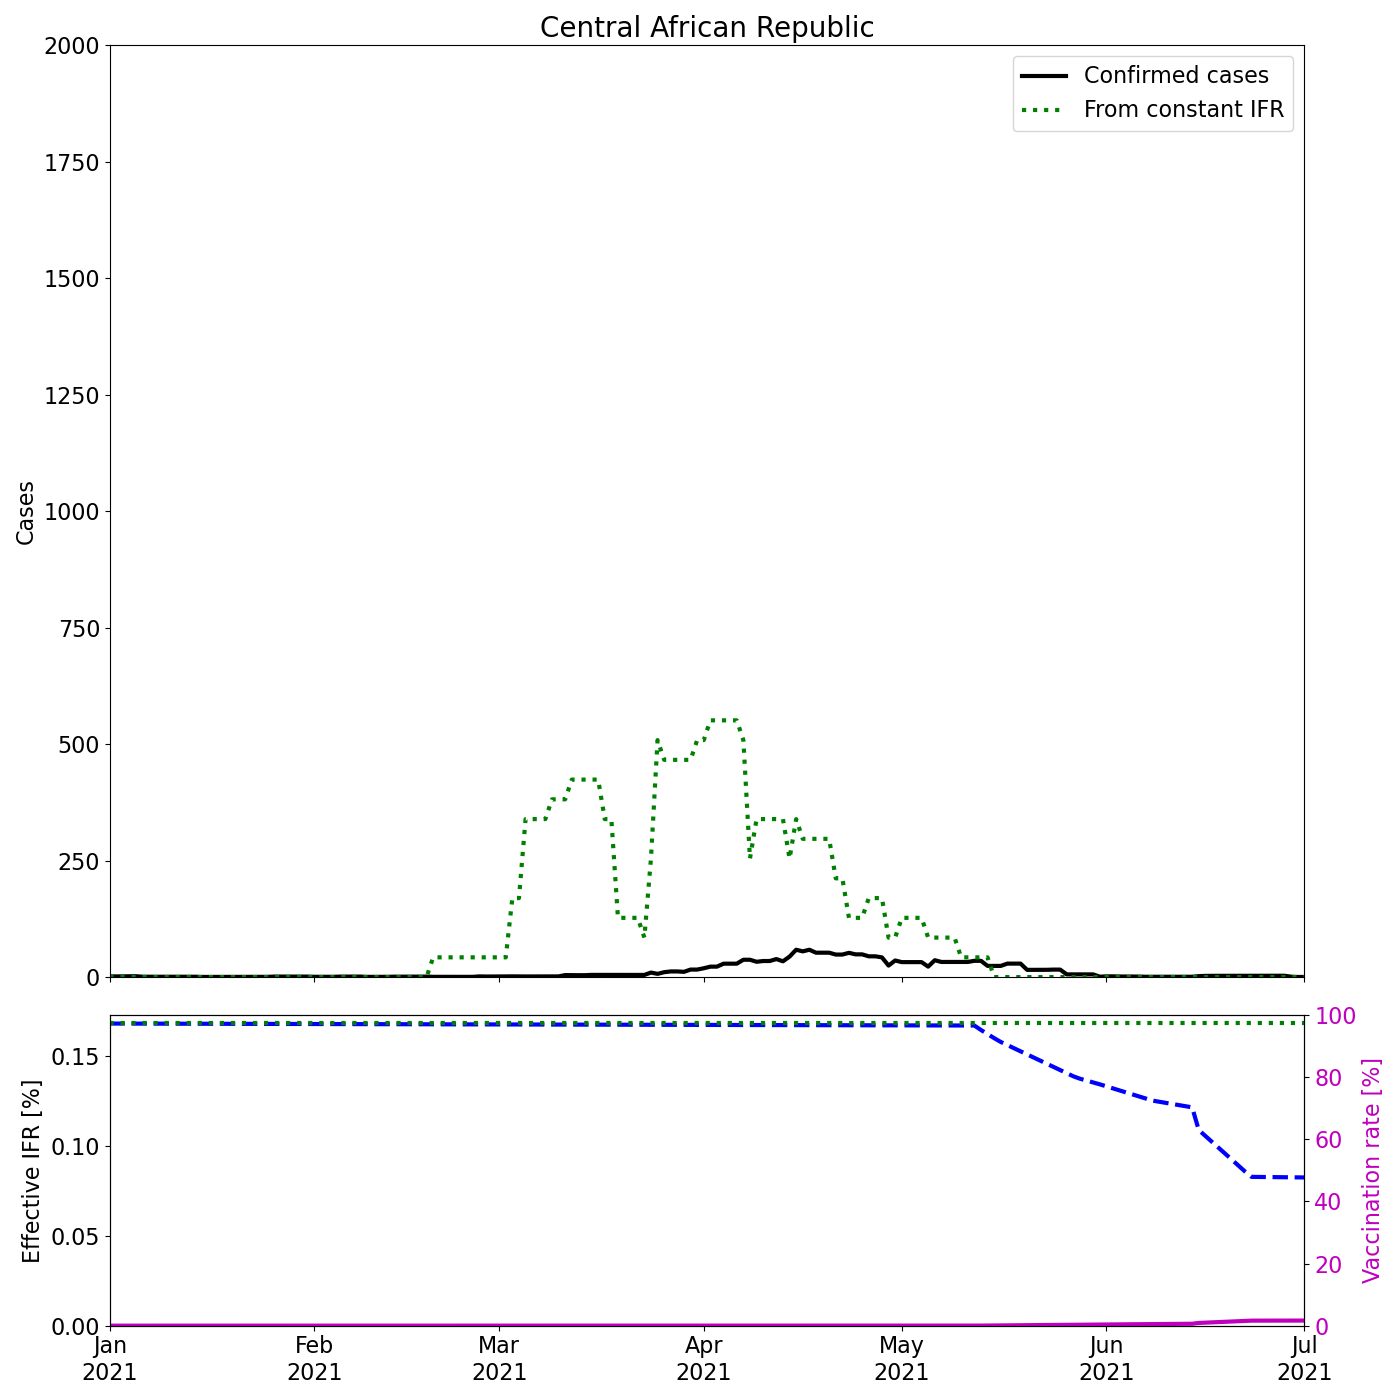 Central African Republic
Confirmed cases
From constant IFR
Cases
2000
1750
1500
1250
1000
750
500
250
0
Effective IFR [%]
0.15
0.10
0.05
0.00
Vaccination rate [%]
100
80
60
40
20
0
Jan
2021
Feb
2021
Mar
2021
Apr
2021
May
2021
Jun
2021
Jul
2021